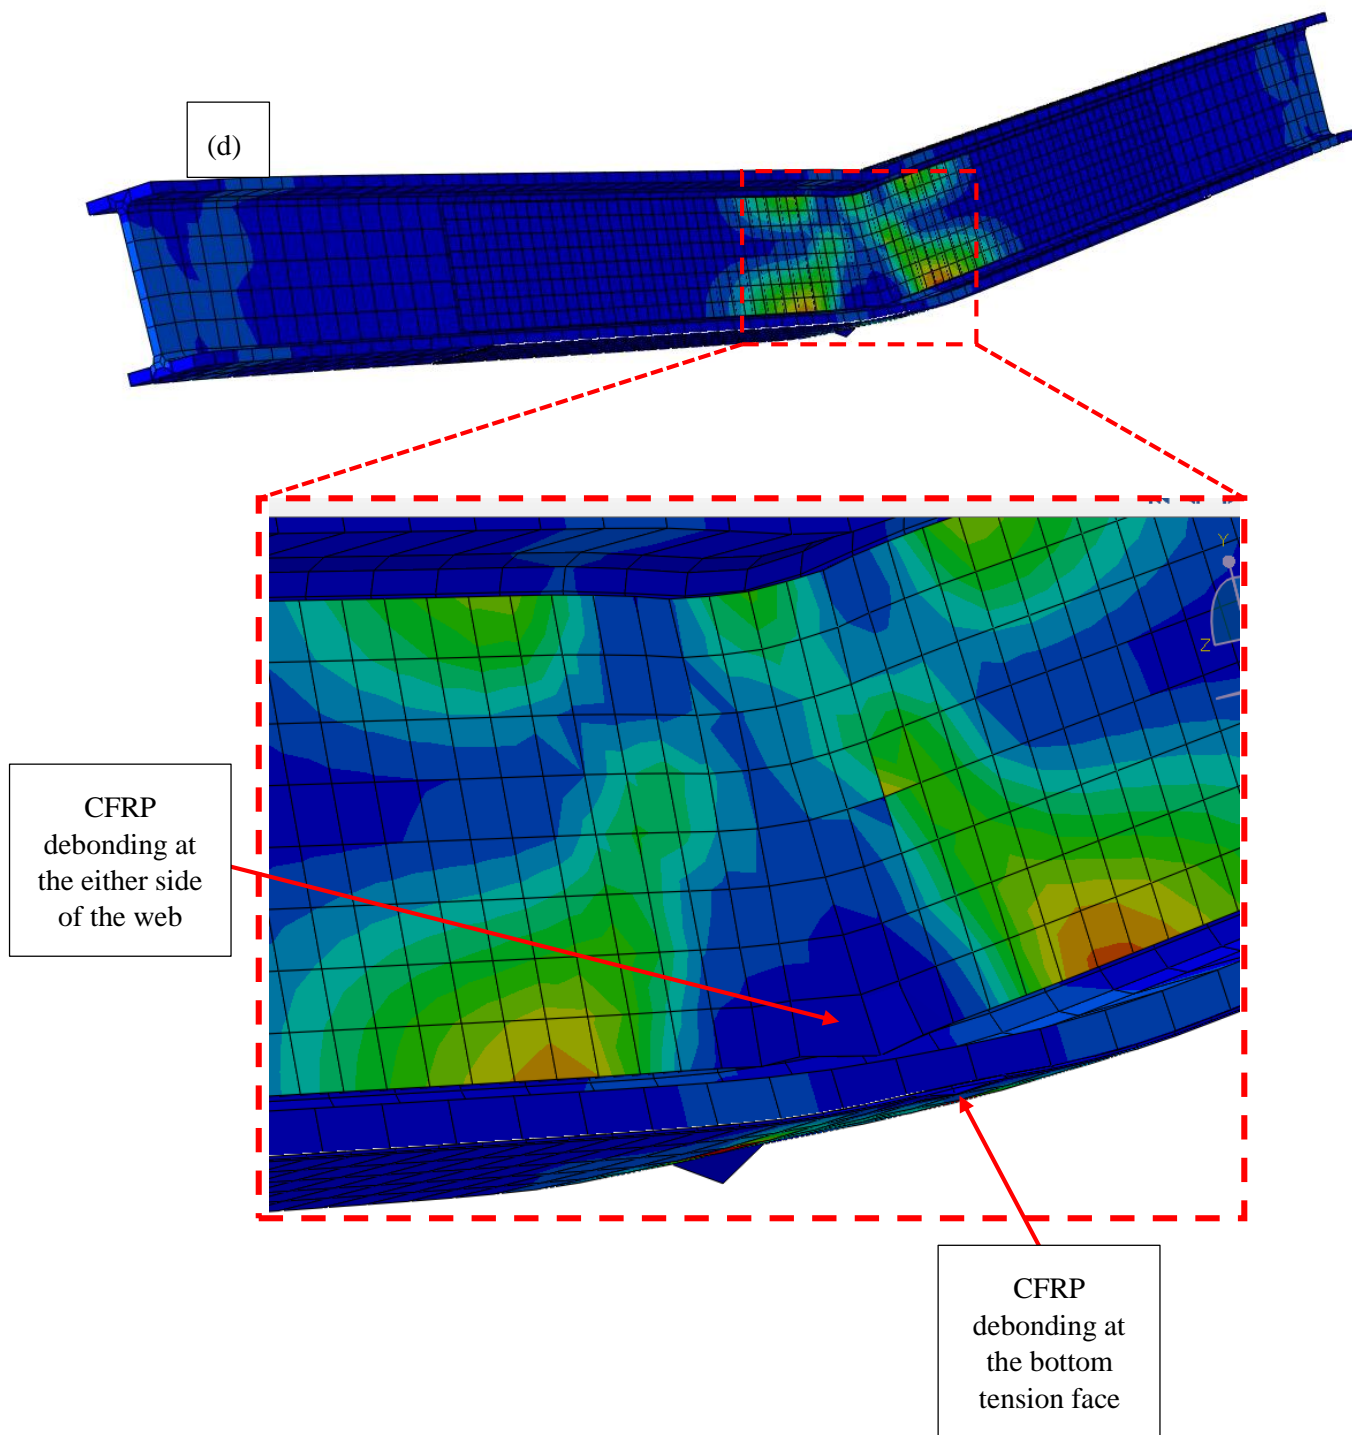 (d)
Y
Z
CFRP
debonding at
the either side
of the web
CFRP
debonding at
the bottom
tension face